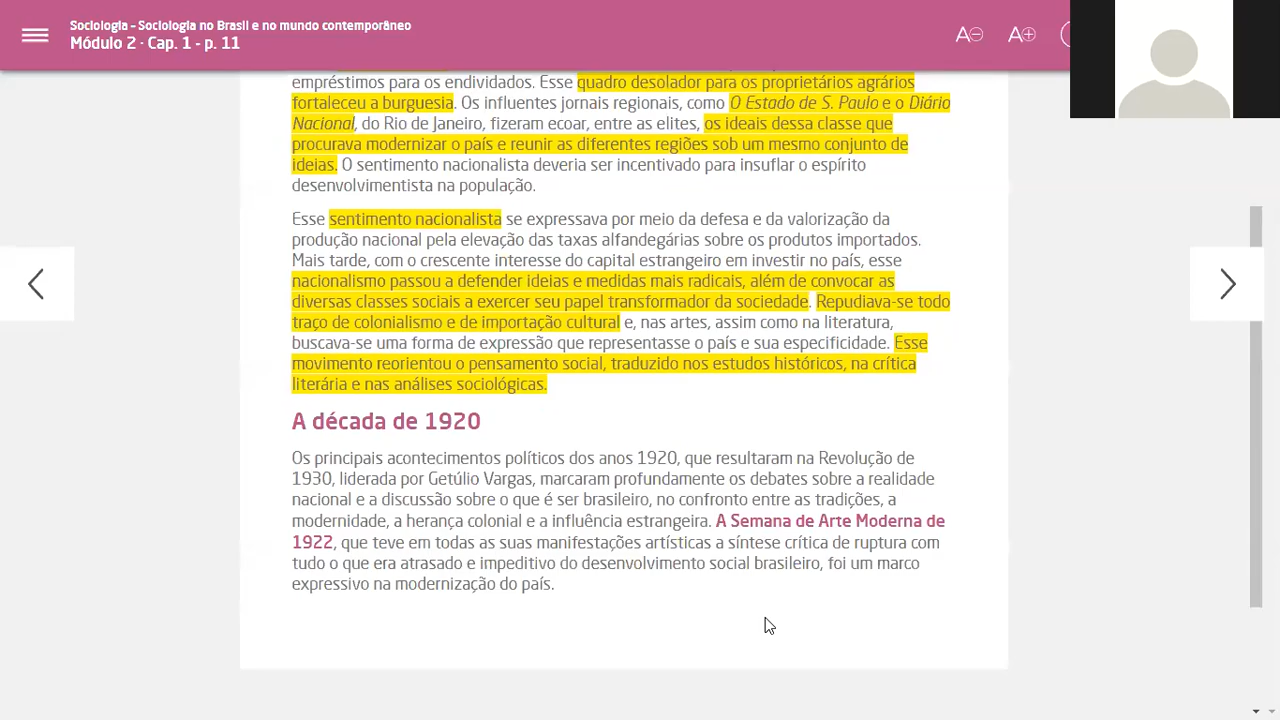 Sociologia – Sociologia no Brasil e no mundo contemporâneo
Módulo 2 · Cap. 1 - p. 11
A− A+
empréstimos para os endividados. Esse quadro desolador para os proprietários agrários
fortaleceu a burguesia. Os influentes jornais regionais, como O Estado de S. Paulo e o Diário
Nacional, do Rio de Janeiro, fizeram ecoar, entre as elites, os ideais dessa classe que
procurava modernizar o país e reunir as diferentes regiões sob um mesmo conjunto de
ideias. O sentimento nacionalista deveria ser incentivado para insuflar o espírito
desenvolvimentista na população.
Esse sentimento nacionalista se expressava por meio da defesa e da valorização da
produção nacional pela elevação das taxas alfandegárias sobre os produtos importados.
Mais tarde, com o crescente interesse do capital estrangeiro em investir no país, esse
nacionalismo passou a defender ideias e medidas mais radicais, além de convocar as
diversas classes sociais a exercer seu papel transformador da sociedade. Repudiava-se todo
traço de colonialismo e de importação cultural e, nas artes, assim como na literatura,
buscava-se uma forma de expressão que representasse o país e sua especificidade. Esse
movimento reorientou o pensamento social, traduzido nos estudos históricos, na crítica
literária e nas análises sociológicas.
A década de 1920
Os principais acontecimentos políticos dos anos 1920, que resultaram na Revolução de
1930, liderada por Getúlio Vargas, marcaram profundamente os debates sobre a realidade
nacional e a discussão sobre o que é ser brasileiro, no confronto entre as tradições, a
modernidade, a herança colonial e a influência estrangeira. A Semana de Arte Moderna de
1922, que teve em todas as suas manifestações artísticas a síntese crítica de ruptura com
tudo o que era atrasado e impeditivo do desenvolvimento social brasileiro, foi um marco
expressivo na modernização do país.